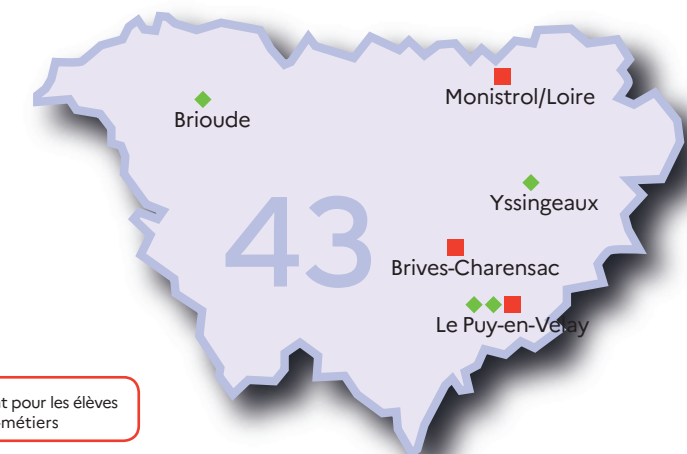 Monistrol/Loire
Brioude
Yssingeaux
43
Brives-Charensac
Le Puy-en-Velay
pour les élèves
métiers